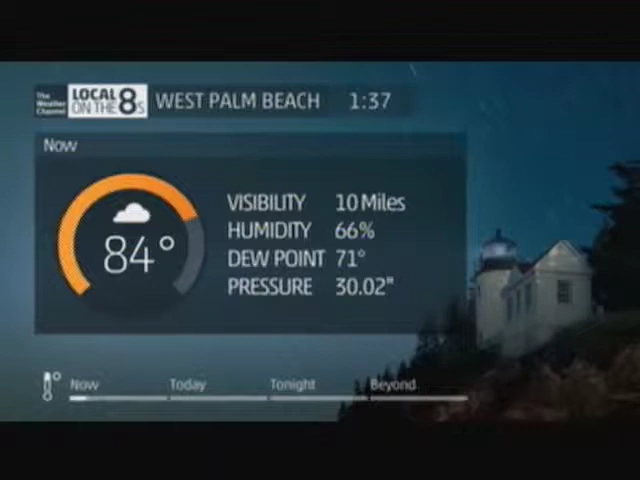 The Weather Channel
LOCAL ON THE 8s
WEST PALM BEACH 1:37
Now
84°
VISIBILITY 10 Miles
HUMIDITY 66%
DEW POINT 71°
PRESSURE 30.02"
Now Today Tonight Beyond